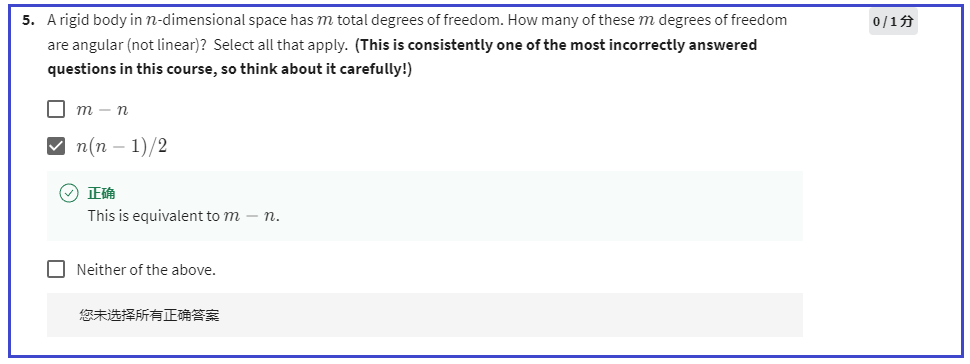 5. A rigid body in n-dimensional space has m total degrees of freedom. How many of these m degrees of freedom
0 / 1 分
are angular (not linear)? Select all that apply. (This is consistently one of the most incorrectly answered
questions in this course, so think about it carefully!)
m − n
n(n − 1)/2
正确
This is equivalent to m − n.
Neither of the above.
您未选择所有正确答案